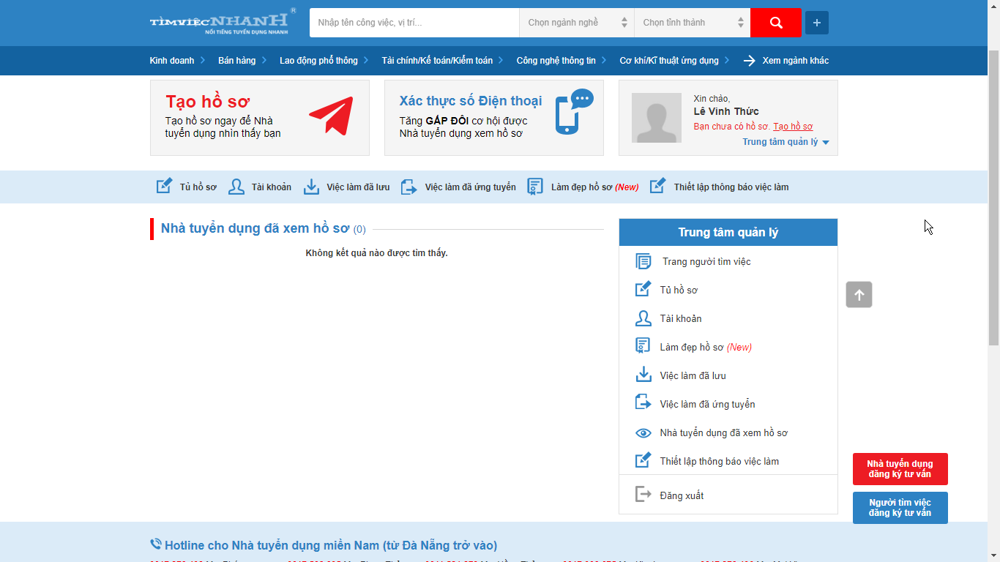 TÌMVIỆCNHANH®
NỔI TIẾNG TUYỂN DỤNG NHANH
Nhập tên công việc, vị trí...
Chọn ngành nghề
Chọn tỉnh thành
+
Kinh doanh
Bán hàng
Lao động phổ thông
Tài chính/Kế toán/Kiểm toán
Công nghệ thông tin
Cơ khí/Kĩ thuật ứng dụng
Xem ngành khác
Tạo hồ sơ
Tạo hồ sơ ngay để Nhà
tuyển dụng nhìn thấy bạn
Xác thực số Điện thoại
Tăng GẤP ĐÔI cơ hội được
Nhà tuyển dụng xem hồ sơ
Xin chào,
Lê Vinh Thức
Bạn chưa có hồ sơ. Tạo hồ sơ
Trung tâm quản lý
Tủ hồ sơ
Tài khoản
Việc làm đã lưu
Việc làm đã ứng tuyển
Làm đẹp hồ sơ (New)
Thiết lập thông báo việc làm
Nhà tuyển dụng đã xem hồ sơ (0)
Không kết quả nào được tìm thấy.
Trung tâm quản lý
Trang người tìm việc
Tủ hồ sơ
Tài khoản
Làm đẹp hồ sơ (New)
Việc làm đã lưu
Việc làm đã ứng tuyển
Nhà tuyển dụng đã xem hồ sơ
Thiết lập thông báo việc làm
Đăng xuất
Nhà tuyển dụng
đăng ký tư vấn
Người tìm việc
đăng ký tư vấn
Hotline cho Nhà tuyển dụng miền Nam (từ Đà Nẵng trở vào)